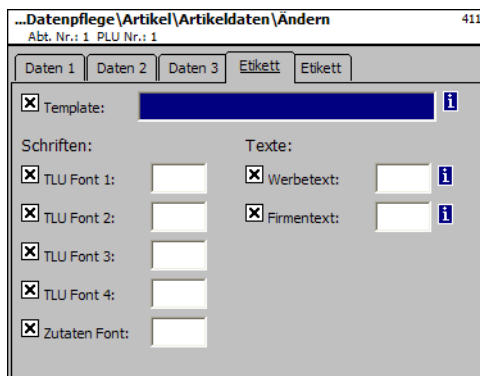 ...Datenpflege\Artikel\Artikeldaten\Ändern 411
Abt. Nr.: 1 PLU Nr.: 1
Daten 1 Daten 2 Daten 3 Etikett Etikett
Template: i
Schriften: Texte:
TLU Font 1: Werbetext: i
TLU Font 2: Firmentext: i
TLU Font 3:
TLU Font 4:
Zutaten Font: